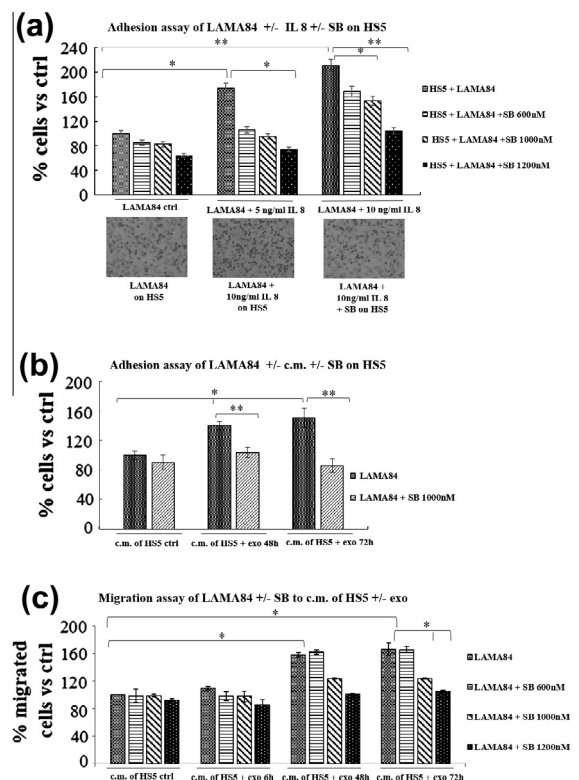 (a)
Adhesion assay of LAMA84 +/- IL 8 +/- SB on HS5
% cells vs ctrl
240
200
160
120
80
40
0
**
*
*
**
*
HS5 + LAMA84
HS5 + LAMA84 +SB 600nM
HS5 + LAMA84 +SB 1000nM
HS5 + LAMA84 +SB 1200nM
LAMA84 ctrl
LAMA84 + 5 ng/ml IL 8
LAMA84 + 10 ng/ml IL 8
LAMA84
on HS5
LAMA84 +
10ng/ml IL 8
on HS5
LAMA84 +
10ng/ml IL 8
+ SB on HS5
(b)
Adhesion assay of LAMA84 +/- c.m. +/- SB on HS5
% cells vs ctrl
200
160
120
80
40
0
*
**
**
LAMA84
LAMA84 + SB 1000nM
c.m. of HS5 ctrl
c.m. of HS5 + exo 48h
c.m. of HS5 + exo 72h
(c)
Migration assay of LAMA84 +/- SB to c.m. of HS5 +/- exo
% migrated
cells vs ctrl
200
160
120
80
40
0
*
*
*
LAMA84
LAMA84 + SB 600nM
LAMA84 + SB 1000nM
LAMA84 + SB 1200nM
c.m. of HS5 ctrl
c.m. of HS5 + exo 6h
c.m. of HS5 + exo 48h
c.m. of HS5 + exo 72h